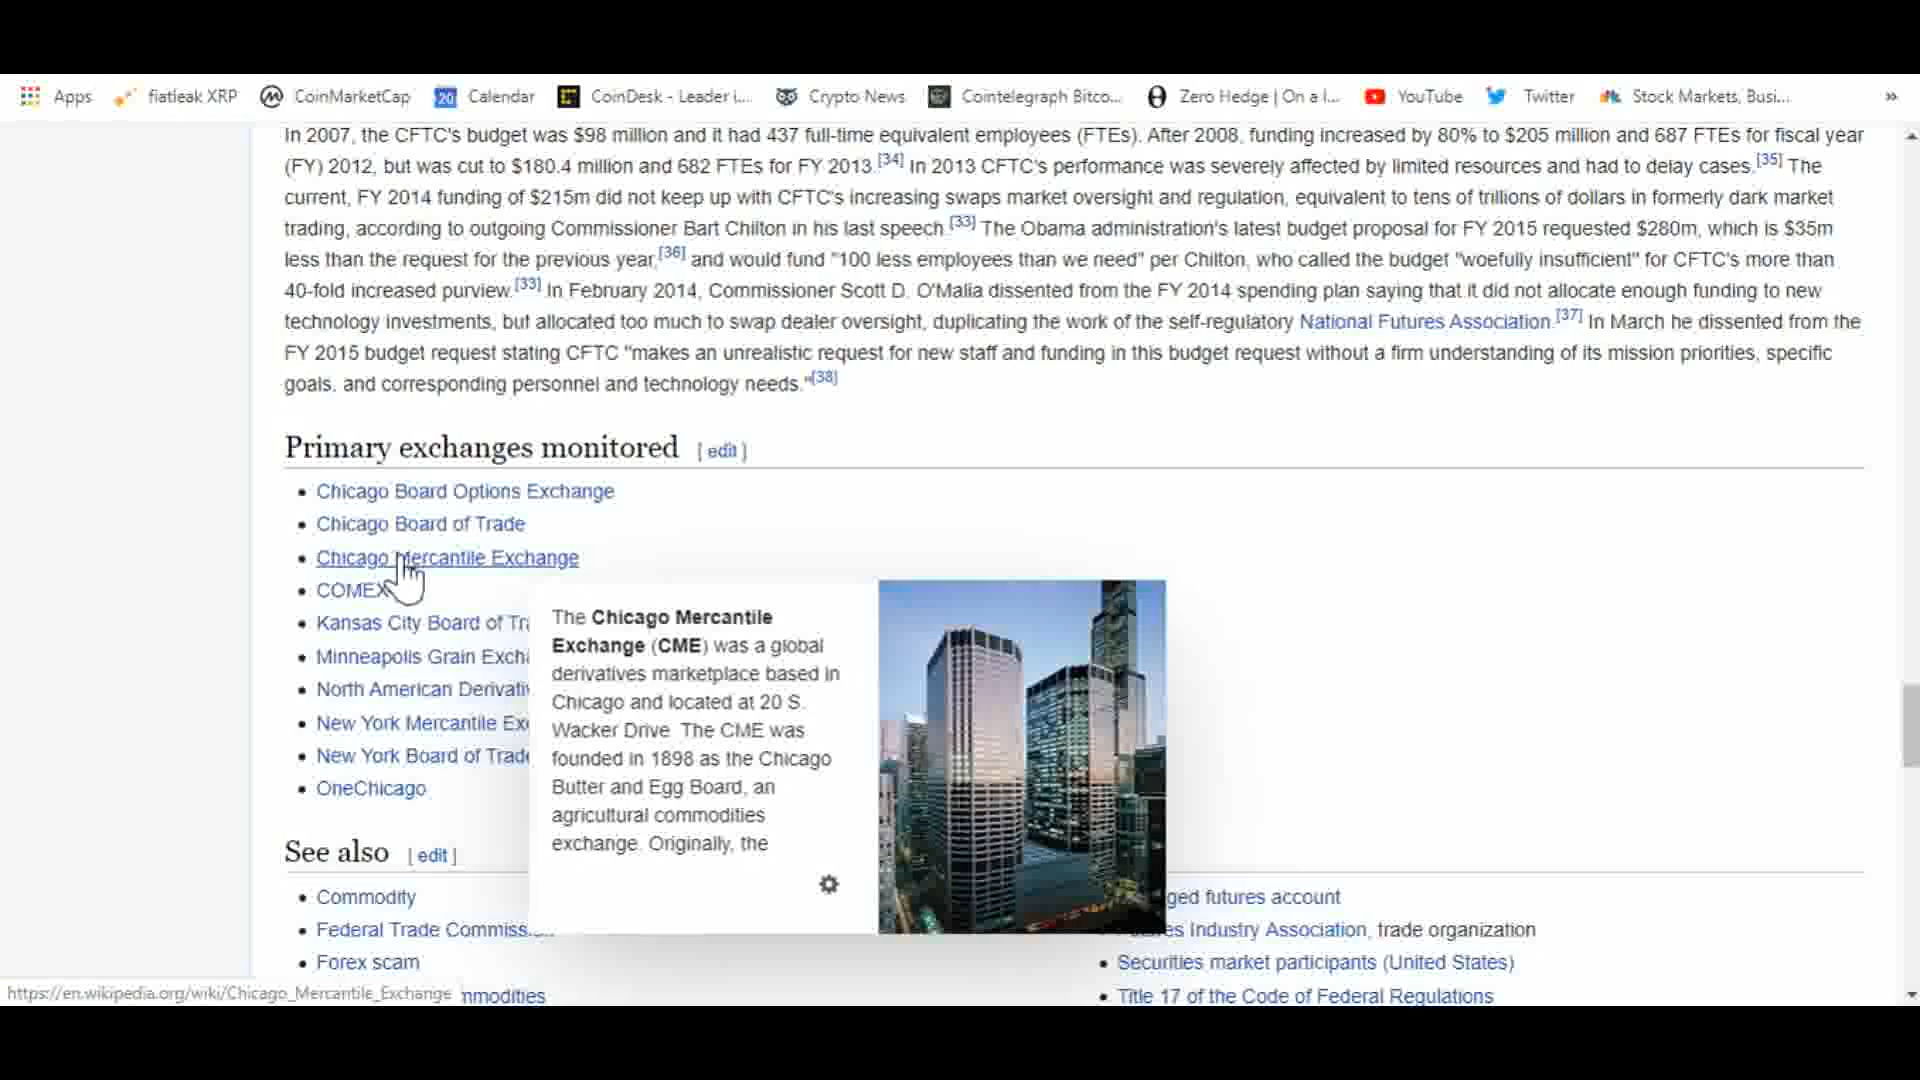 Apps fiatleak XRP CoinMarketCap 20 Calendar CoinDesk - Leader i... Crypto News Cointelegraph Bitco... Zero Hedge | On a l... YouTube Twitter Stock Markets, Busi... »
In 2007, the CFTC's budget was $98 million and it had 437 full-time equivalent employees (FTEs). After 2008, funding increased by 80% to $205 million and 687 FTEs for fiscal year
(FY) 2012, but was cut to $180.4 million and 682 FTEs for FY 2013.[34] In 2013 CFTC's performance was severely affected by limited resources and had to delay cases.[35] The
current, FY 2014 funding of $215m did not keep up with CFTC's increasing swaps market oversight and regulation, equivalent to tens of trillions of dollars in formerly dark market
trading, according to outgoing Commissioner Bart Chilton in his last speech.[33] The Obama administration's latest budget proposal for FY 2015 requested $280m, which is $35m
less than the request for the previous year,[36] and would fund "100 less employees than we need" per Chilton, who called the budget "woefully insufficient" for CFTC's more than
40-fold increased purview.[33] In February 2014, Commissioner Scott D. O'Malia dissented from the FY 2014 spending plan saying that it did not allocate enough funding to new
technology investments, but allocated too much to swap dealer oversight, duplicating the work of the self-regulatory National Futures Association.[37] In March he dissented from the
FY 2015 budget request stating CFTC "makes an unrealistic request for new staff and funding in this budget request without a firm understanding of its mission priorities, specific
goals, and corresponding personnel and technology needs."[38]
Primary exchanges monitored [ edit ]
Chicago Board Options Exchange
Chicago Board of Trade
Chicago Mercantile Exchange
COMEX
Kansas City Board of Tra
Minneapolis Grain Excha
North American Derivativ
New York Mercantile Exc
New York Board of Trade
OneChicago
The Chicago Mercantile
Exchange (CME) was a global
derivatives marketplace based in
Chicago and located at 20 S.
Wacker Drive. The CME was
founded in 1898 as the Chicago
Butter and Egg Board, an
agricultural commodities
exchange. Originally, the
See also [ edit ]
Commodity
Federal Trade Commiss
Forex scam
mmodities
ged futures account
es Industry Association, trade organization
Securities market participants (United States)
Title 17 of the Code of Federal Regulations
https://en.wikipedia.org/wiki/Chicago_Mercantile_Exchange